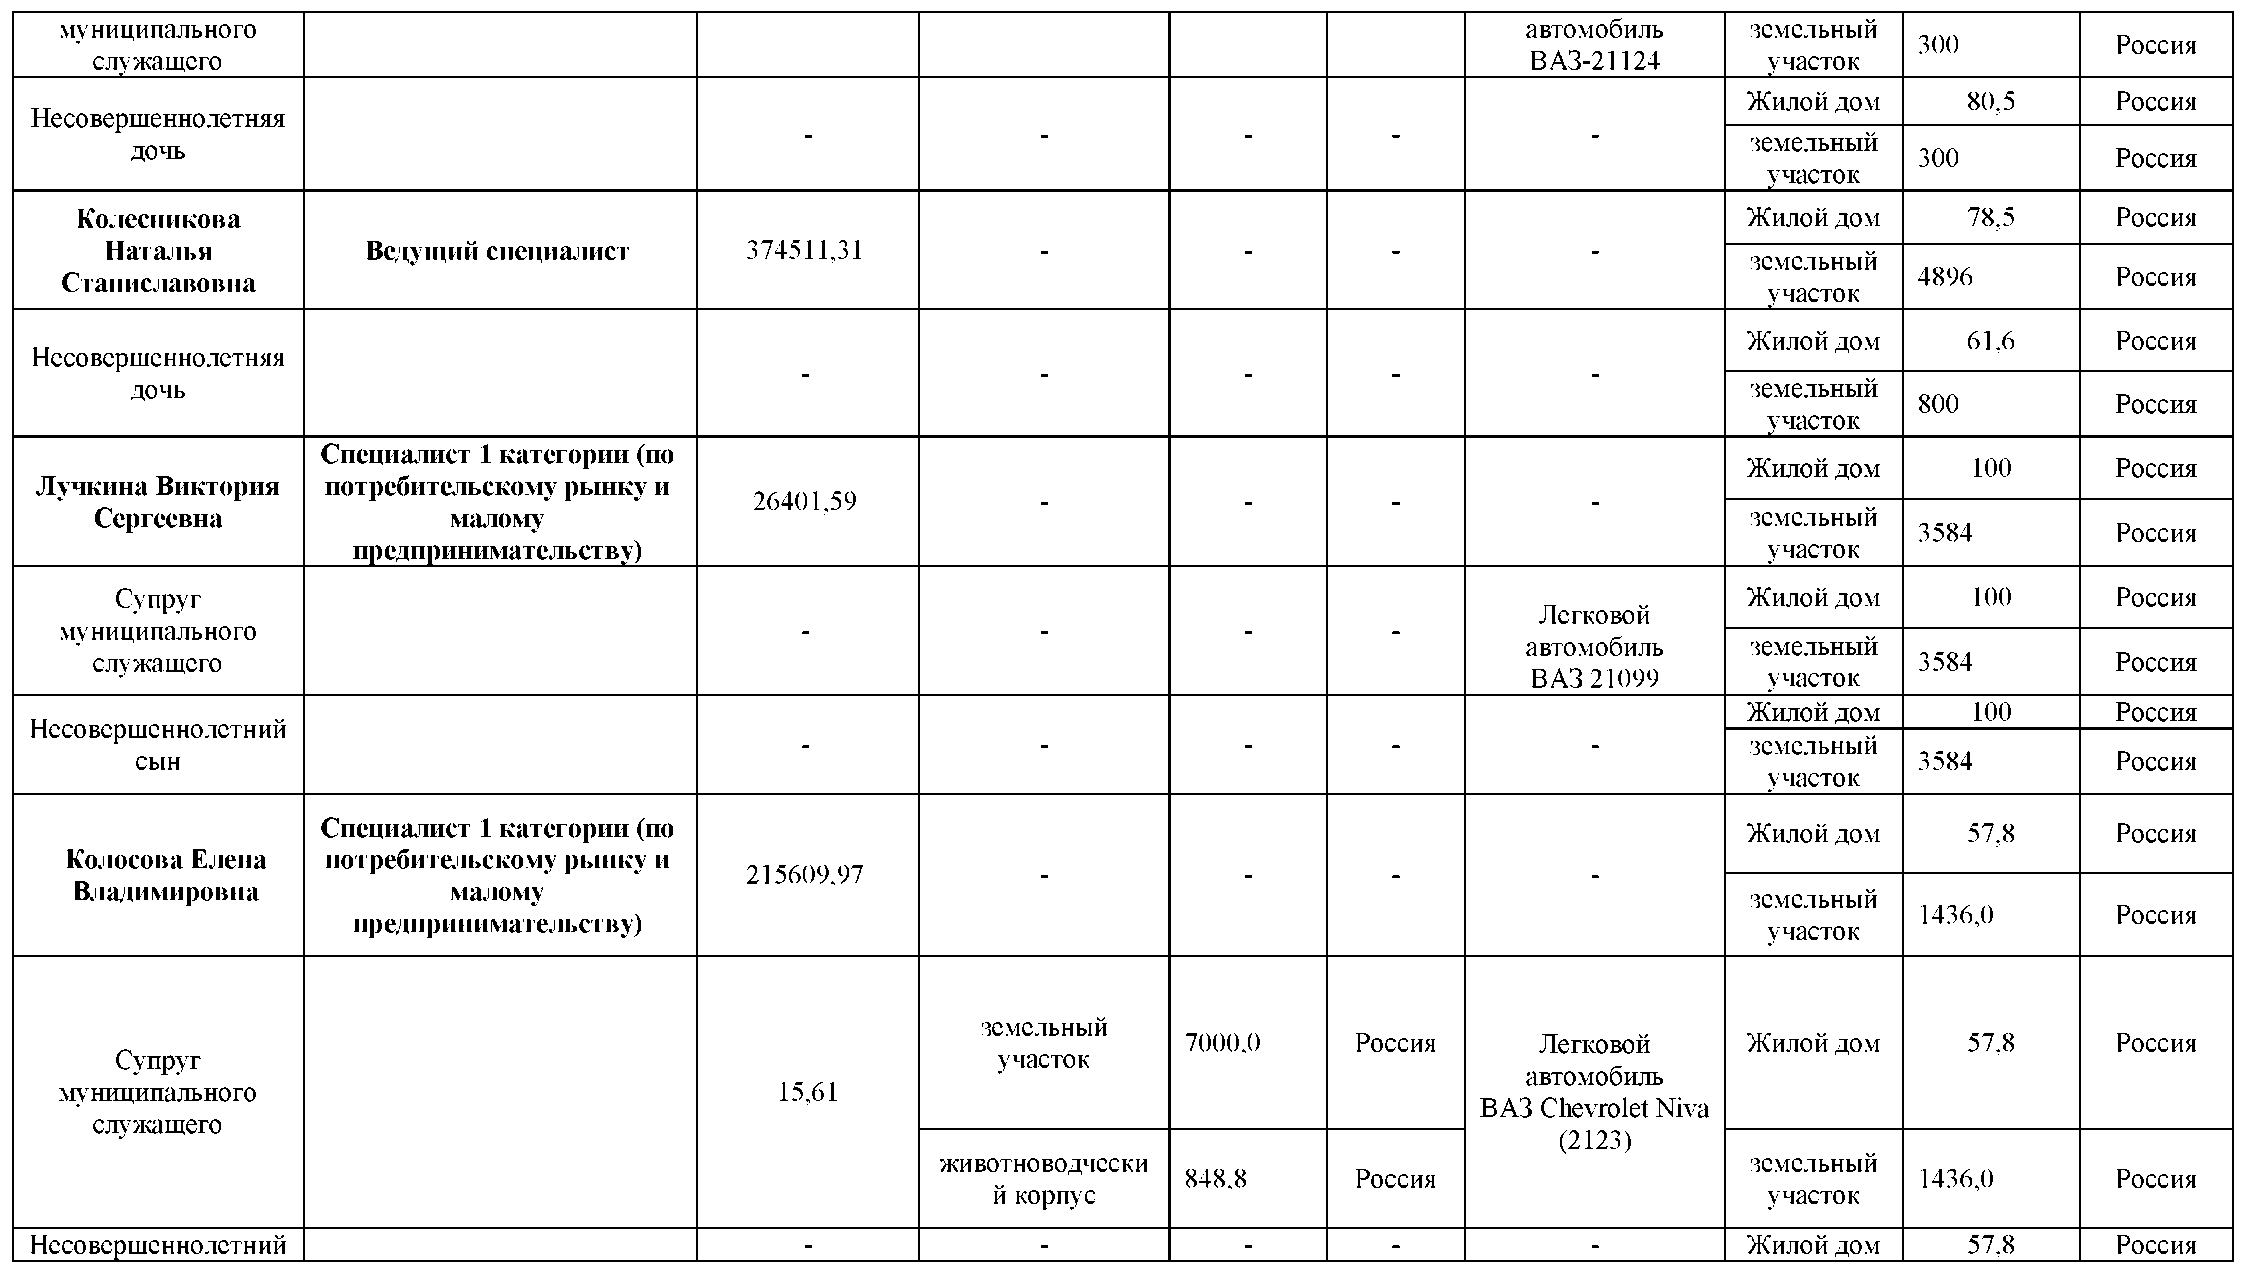 муниципального
служащего
автомобиль
ВАЗ-21124
земельный
участок
300
Россия
Несовершеннолетняя
дочь
-
-
-
-
-
Жилой дом
80,5
Россия
земельный
участок
300
Россия
Колесникова
Наталья
Станиславовна
Ведущий специалист
374511,31
-
-
-
-
Жилой дом
78,5
Россия
земельный
участок
4896
Россия
Несовершеннолетняя
дочь
-
-
-
-
-
Жилой дом
61,6
Россия
земельный
участок
800
Россия
Лучкина Виктория
Сергеевна
Специалист 1 категории (по
потребительскому рынку и
малому
предпринимательству)
26401,59
-
-
-
-
Жилой дом
100
Россия
земельный
участок
3584
Россия
Супруг
муниципального
служащего
-
-
-
-
Легковой
автомобиль
ВАЗ 21099
Жилой дом
100
Россия
земельный
участок
3584
Россия
Несовершеннолетний
сын
-
-
-
-
-
Жилой дом
100
Россия
земельный
участок
3584
Россия
Колосова Елена
Владимировна
Специалист 1 категории (по
потребительскому рынку и
малому
предпринимательству)
215609,97
-
-
-
-
Жилой дом
57,8
Россия
земельный
участок
1436,0
Россия
Супруг
муниципального
служащего
15,61
земельный
участок
7000,0
Россия
животноводчески
й корпус
848,8
Россия
Легковой
автомобиль
ВАЗ Chevrolet Niva
(2123)
Жилой дом
57,8
Россия
земельный
участок
1436,0
Россия
Несовершеннолетний
-
-
-
-
-
Жилой дом
57,8
Россия